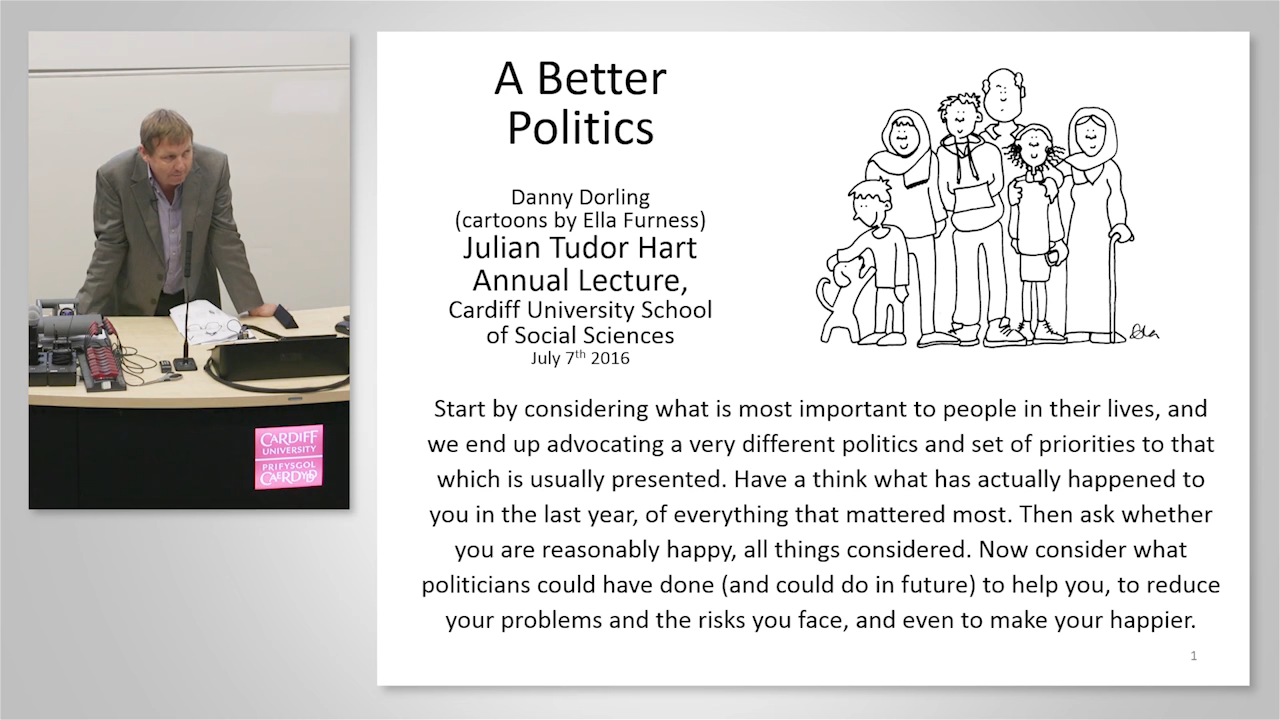 A Better
Politics
Danny Dorling
(cartoons by Ella Furness)
Julian Tudor Hart
Annual Lecture,
Cardiff University School
of Social Sciences
July 7th 2016
Start by considering what is most important to people in their lives, and
we end up advocating a very different politics and set of priorities to that
which is usually presented. Have a think what has actually happened to
you in the last year, of everything that mattered most. Then ask whether
you are reasonably happy, all things considered. Now consider what
politicians could have done (and could do in future) to help you, to reduce
your problems and the risks you face, and even to make your happier.
1
CARDIFF
UNIVERSITY
PRIFYSGOL
CAERDYDD